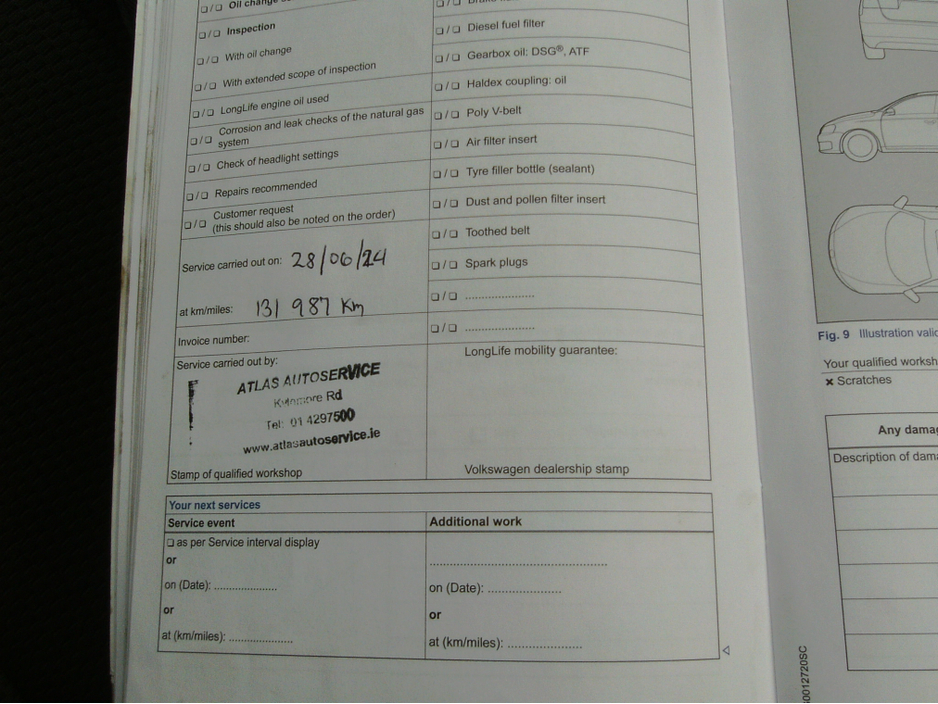 ❑ / ❑ Oil change
❑ / ❑ Inspection
❑ / ❑ With oil change
❑ / ❑ With extended scope of inspection
❑ / ❑ LongLife engine oil used
❑ / ❑ Corrosion and leak checks of the natural gas
system
❑ / ❑ Check of headlight settings
❑ / ❑ Repairs recommended
❑ / ❑ Customer request
(this should also be noted on the order)
Service carried out on: 28/06/24
at km/miles: 131 987 Km
Invoice number:
Service carried out by:
ATLAS AUTOSERVICE
Kylemore Rd
Tel: 01 4297500
www.atlasautoservice.ie
Stamp of qualified workshop
❑ / ❑ Diesel fuel filter
❑ / ❑ Gearbox oil: DSG®, ATF
❑ / ❑ Haldex coupling: oil
❑ / ❑ Poly V-belt
❑ / ❑ Air filter insert
❑ / ❑ Tyre filler bottle (sealant)
❑ / ❑ Dust and pollen filter insert
❑ / ❑ Toothed belt
❑ / ❑ Spark plugs
❑ / ❑ ......................
❑ / ❑ ......................
LongLife mobility guarantee:
Volkswagen dealership stamp
Your next services
Service event
❑ as per Service interval display
or
on (Date): ....................
or
at (km/miles): ....................
Additional work
......................................................
on (Date): ......................
or
at (km/miles): ......................
Fig. 9 Illustration
Your qualified
× Scratches
Any
Description of